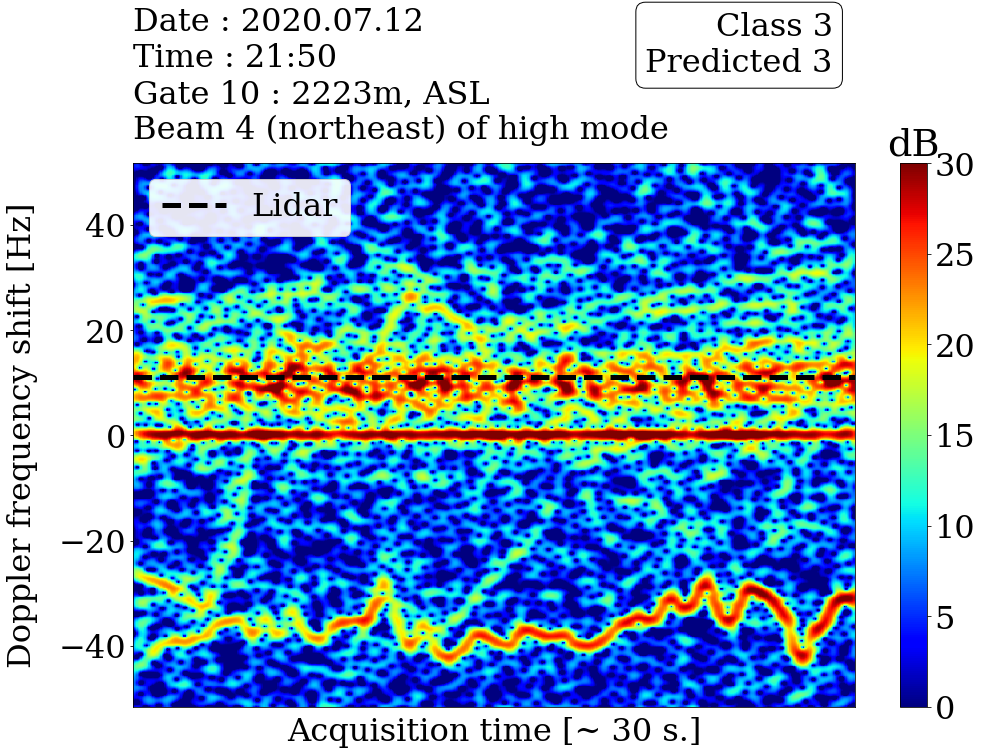 Date : 2020.07.12
Time : 21:50
Gate 10 : 2223m, ASL
Beam 4 (northeast) of high mode
Class 3
Predicted 3
dB
Lidar
Doppler frequency shift [Hz]
40
20
0
−20
−40
30
25
20
15
10
5
0
Acquisition time [~ 30 s.]